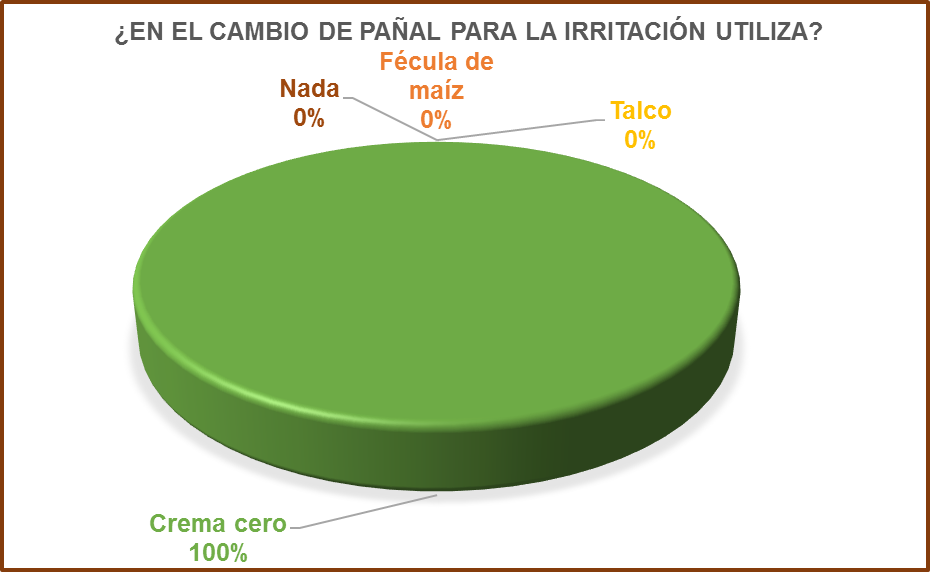 ¿EN EL CAMBIO DE PAÑAL PARA LA IRRITACIÓN UTILIZA?
Nada
0%
Fécula de
maíz
0%
Talco
0%
Crema cero
100%